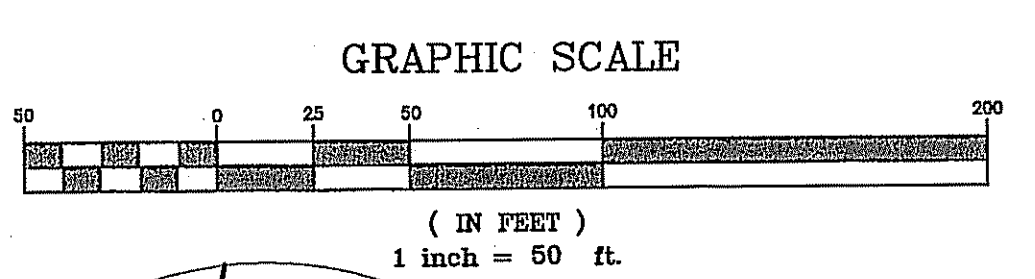 GRAPHIC SCALE
50 0 25 50 100 200
( IN FEET )
1 inch = 50 ft.